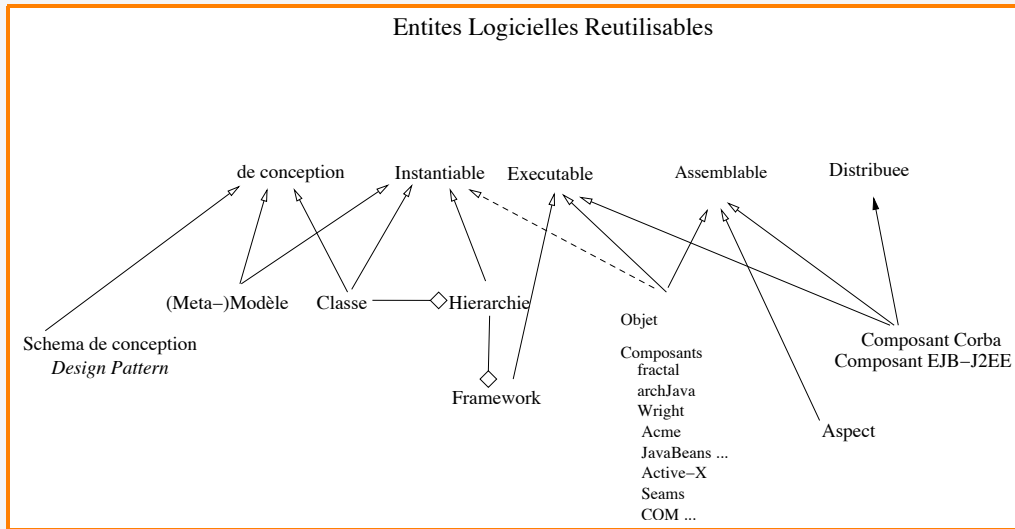 Entites Logicielles Reutilisables
de conception
Instantiable
Executable
Assemblable
Distribuee
(Meta−)Modèle
Classe
Hierarchie
Schema de conception
Design Pattern
Framework
Objet
Composants
fractal
archJava
Wright
Acme
JavaBeans ...
Active−X
Seams
COM ...
Composant Corba
Composant EJB−J2EE
Aspect